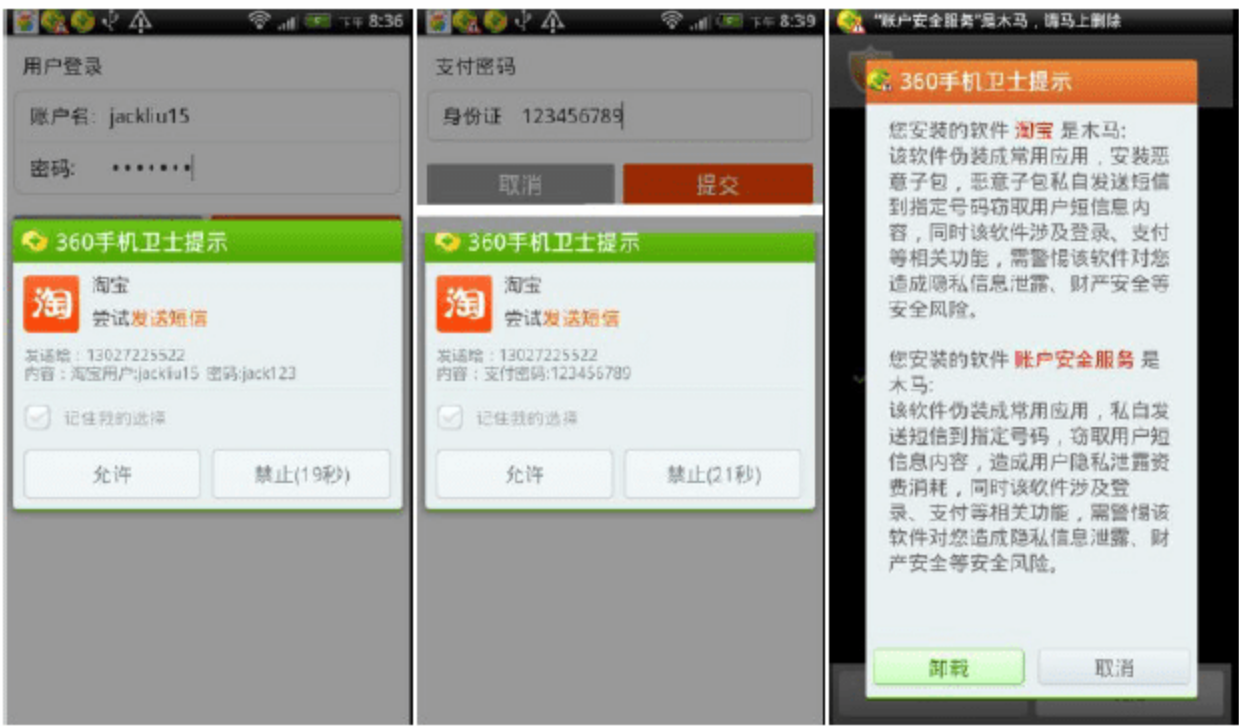 下午 8:36
用户登录
账户名: jackliu15
密码: •••••••
360手机卫士提示
淘
淘宝
尝试发送短信
发送给：13027225522
内容：淘宝用户:jackliu15 密码:jack123
记住我的选择
允许
禁止(19秒)
下午 8:39
支付密码
身份证 123456789
取消
提交
360手机卫士提示
淘
淘宝
尝试发送短信
发送给：13027225522
内容：支付密码:123456789
记住我的选择
允许
禁止(21秒)
"账户安全服务"是木马，请马上删除
360手机卫士提示
您安装的软件 淘宝 是木马:
该软件伪装成常用应用，安装恶
意子包，恶意子包私自发送短信
到指定号码窃取用户短信息内
容，同时该软件涉及登录、支付
等相关功能，需警惕该软件对您
造成隐私信息泄露、财产安全等
安全风险。
您安装的软件 账户安全服务 是
木马:
该软件伪装成常用应用，私自发
送短信到指定号码，窃取用户短
信息内容，造成用户隐私泄露资
费消耗，同时该软件涉及登
录、支付等相关功能，需警惕该
软件对您造成隐私信息泄露、财
产安全等安全风险。
卸载
取消